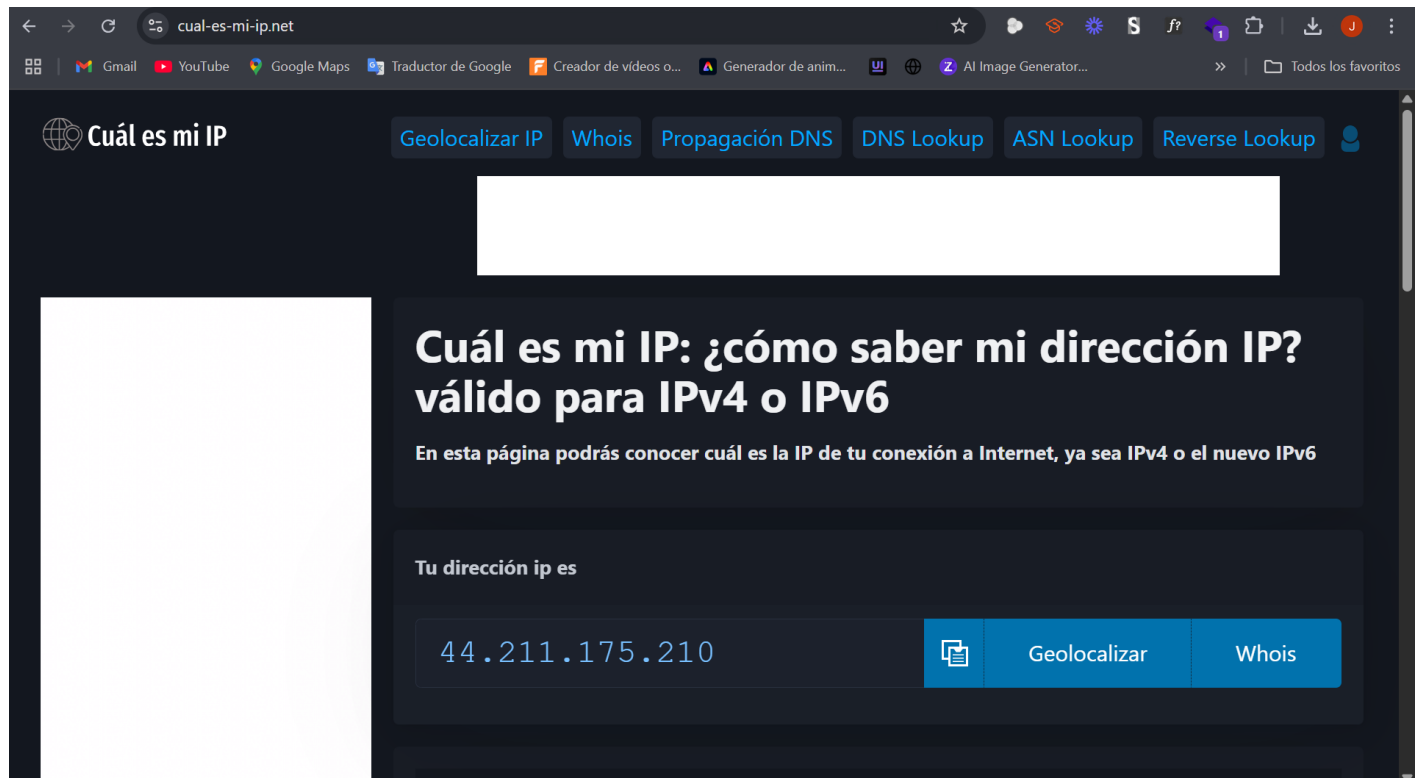 cual-es-mi-ip.net
Gmail YouTube Google Maps Traductor de Google Creador de vídeos o... Generador de anim... UI AI Image Generator... » Todos los favoritos
Cuál es mi IP Geolocalizar IP Whois Propagación DNS DNS Lookup ASN Lookup Reverse Lookup
Cuál es mi IP: ¿cómo saber mi dirección IP?
válido para IPv4 o IPv6
En esta página podrás conocer cuál es la IP de tu conexión a Internet, ya sea IPv4 o el nuevo IPv6
Tu dirección ip es
44.211.175.210 Geolocalizar Whois